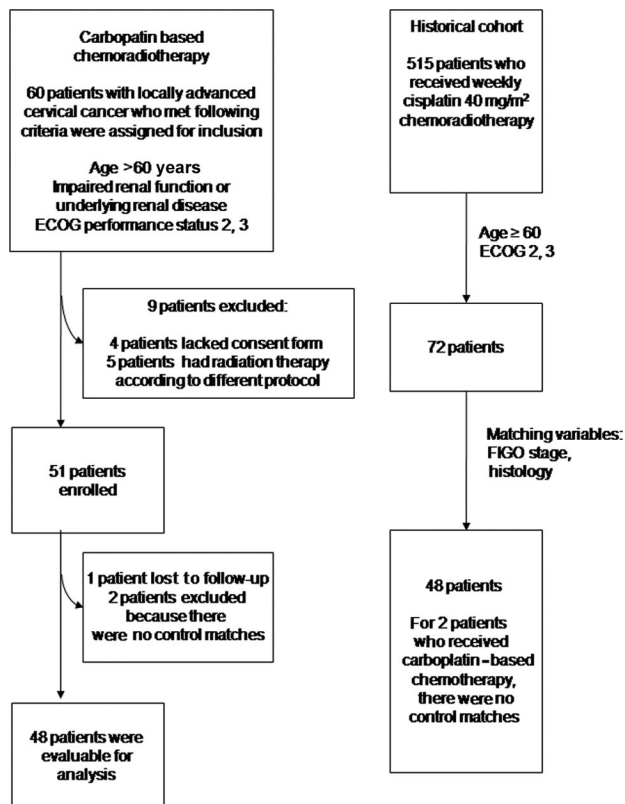 Carbopatin based
chemoradiotherapy
60 patients with locally advanced
cervical cancer who met following
criteria were assigned for inclusion
Age >60 years
Impaired renal function or
underlying renal disease
ECOG performance status 2, 3
9 patients excluded:
4 patients lacked consent form
5 patients had radiation therapy
according to different protocol
51 patients
enrolled
1 patient lost to follow-up
2 patients excluded
because there
were no control matches
48 patients were
evaluable for
analysis
Historical cohort
515 patients who
received weekly
cisplatin 40 mg/m²
chemoradiotherapy
Age ≥ 60
ECOG 2, 3
72 patients
Matching variables:
FIGO stage,
histology
48 patients
For 2 patients
who received
carboplatin-based
chemotherapy,
there were no
control matches